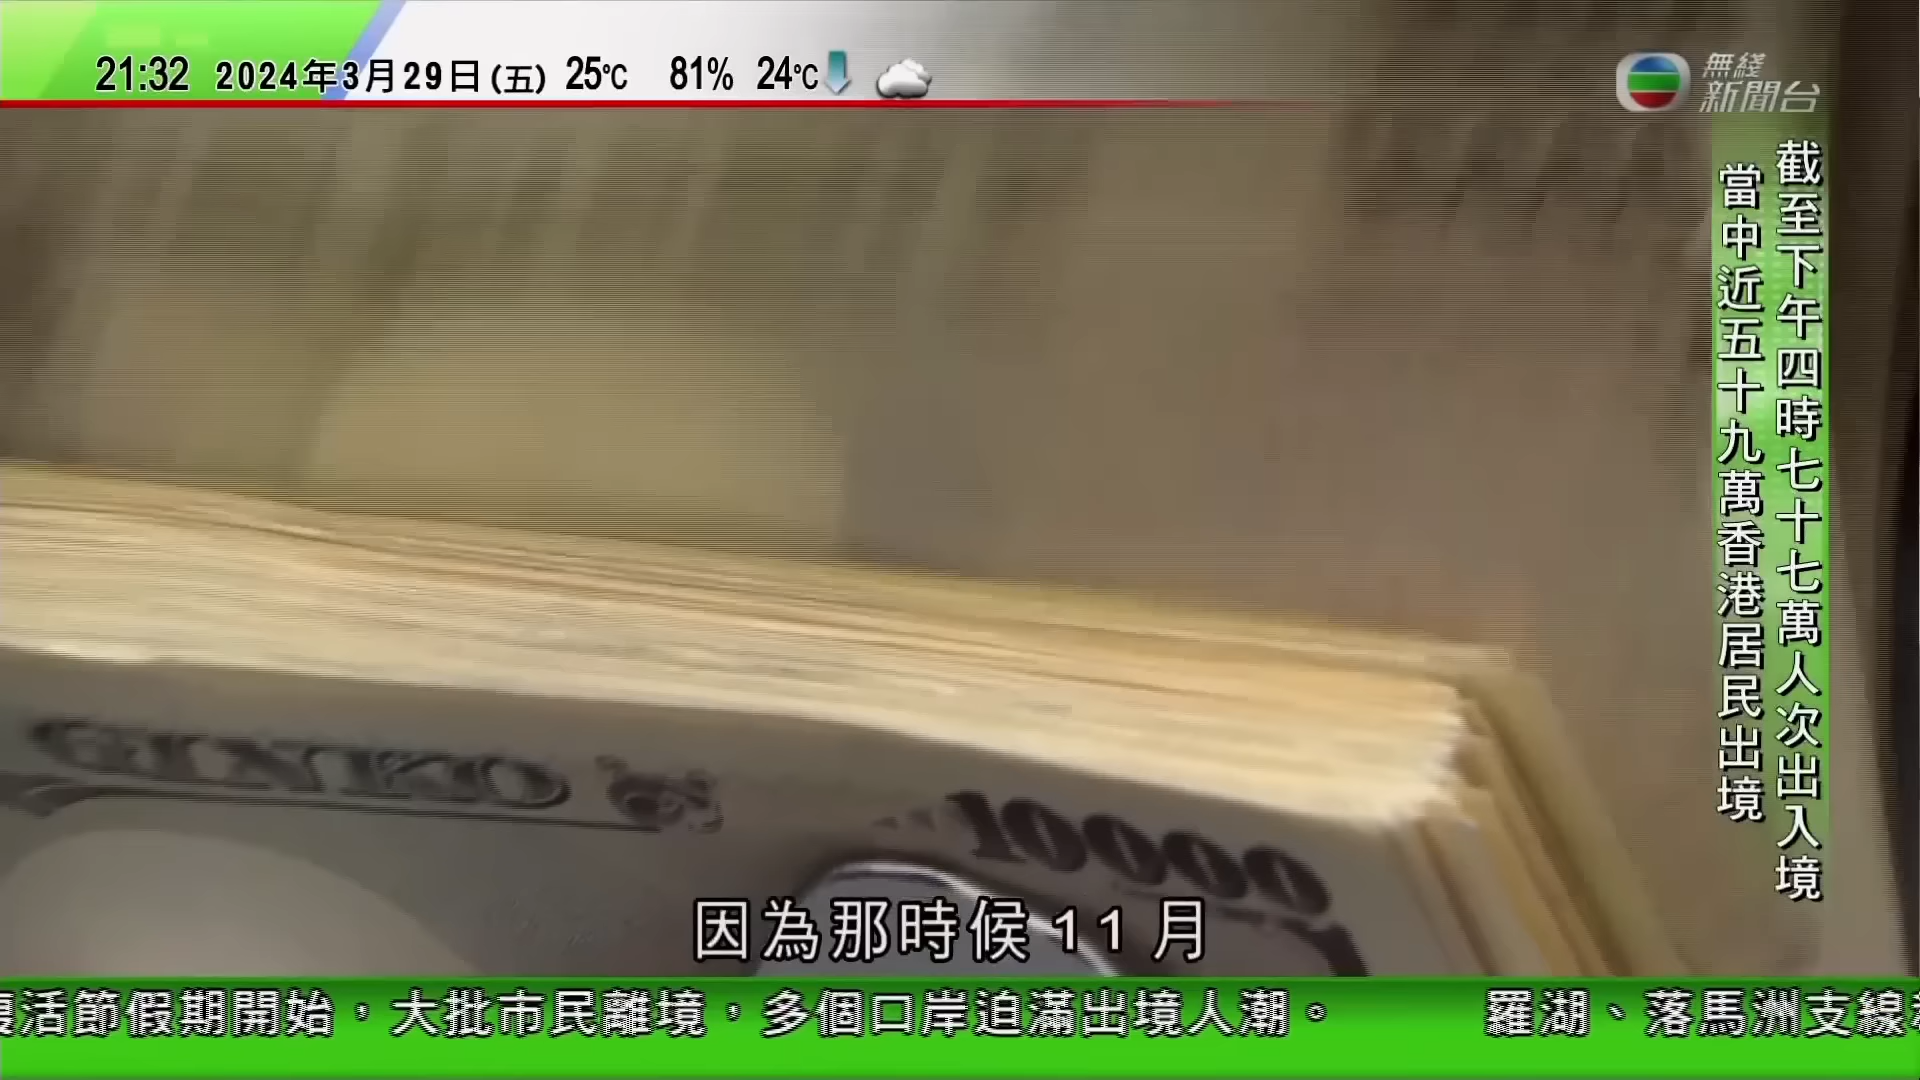 21:32 2024年3月29日(五) 25℃ 81% 24℃
無綫
新聞台
截至下午四時七十七萬人次出入境
當中近五十九萬香港居民出境
GINKO
10000
因為那時候11月
復活節假期開始，大批市民離境，多個口岸迫滿出境人潮。 羅湖、落馬洲支線